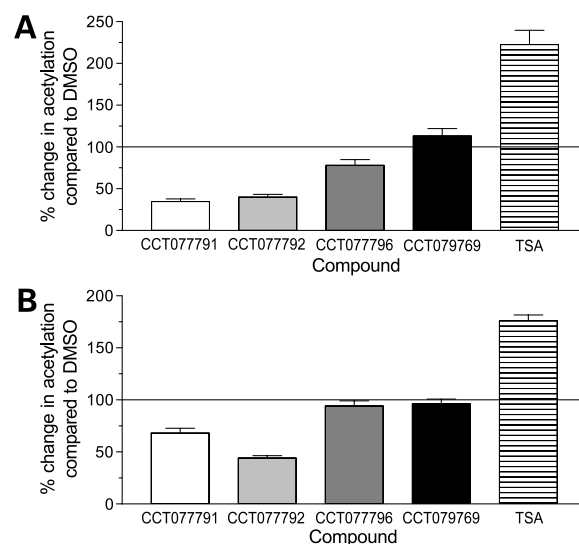 A
% change in acetylation
compared to DMSO
250
200
150
100
50
0
CCT077791 CCT077792 CCT077796 CCT079769 TSA
Compound
B
% change in acetylation
compared to DMSO
200
150
100
50
0
CCT077791 CCT077792 CCT077796 CCT079769 TSA
Compound